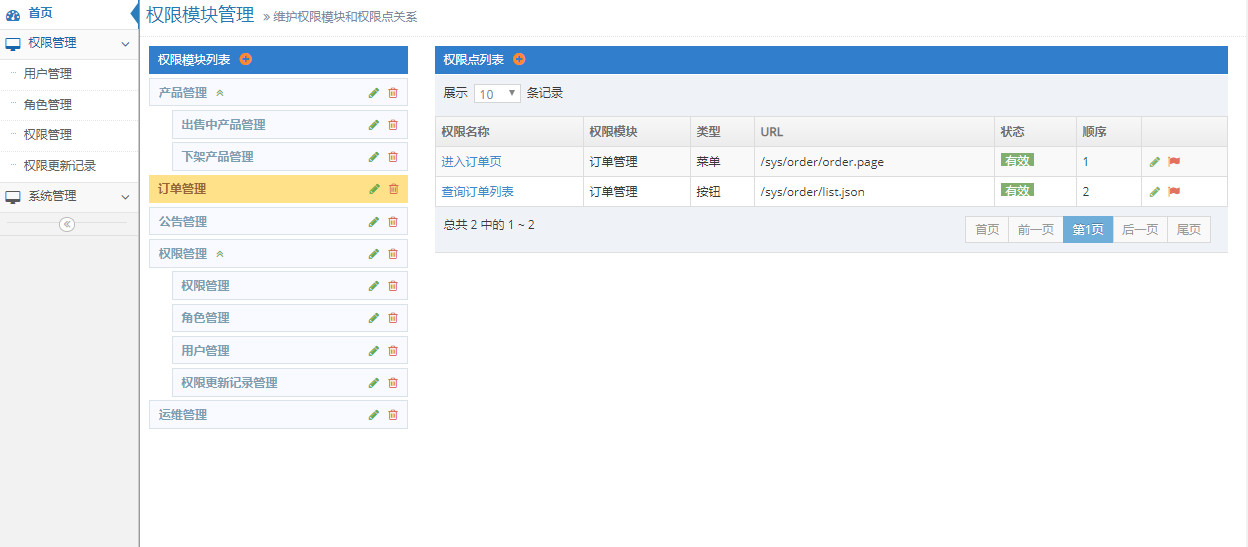 首页
权限管理
用户管理
角色管理
权限管理
权限更新记录
系统管理
权限模块管理 » 维护权限模块和权限点关系
权限模块列表
产品管理
出售中产品管理
下架产品管理
订单管理
公告管理
权限管理
权限管理
角色管理
用户管理
权限更新记录管理
运维管理
权限点列表
展示 10 条记录
权限名称 权限模块 类型 URL 状态 顺序
进入订单页 订单管理 菜单 /sys/order/order.page 有效 1
查询订单列表 订单管理 按钮 /sys/order/list.json 有效 2
总共 2 中的 1 ~ 2
首页 前一页 第1页 后一页 尾页